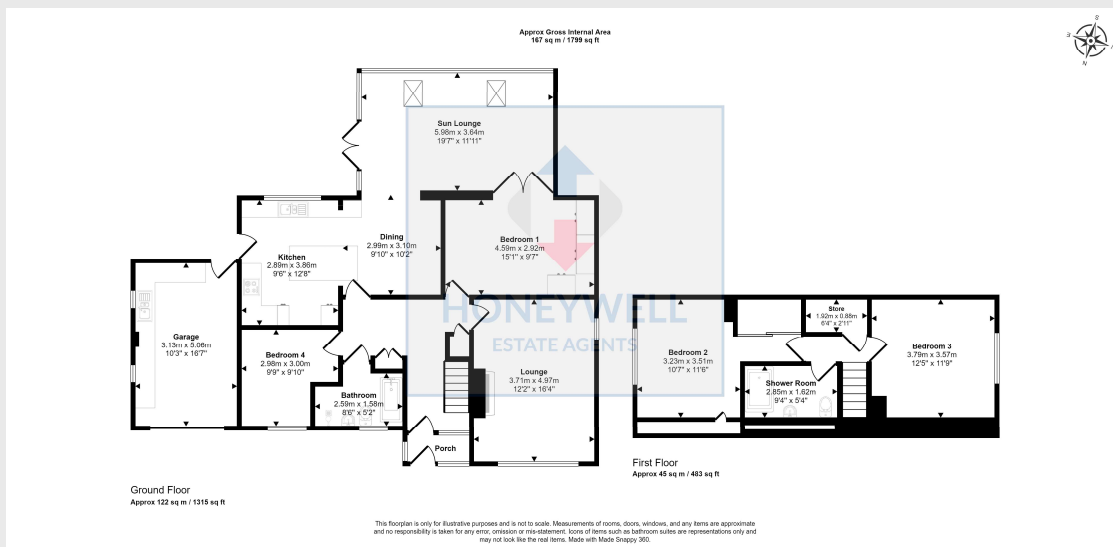 Approx Gross Internal Area
167 sq m / 1799 sq ft
S
E
N
Sun Lounge
5.98m x 3.64m
19'7" x 11'11"
Dining
2.99m x 3.10m
9'10" x 10'2"
Kitchen
2.89m x 3.86m
9'6" x 12'8"
Bedroom 1
4.59m x 2.92m
15'1" x 9'7"
Garage
3.13m x 5.06m
10'3" x 16'7"
Bedroom 4
2.98m x 3.00m
9'9" x 9'10"
Bathroom
2.59m x 1.58m
8'6" x 5'2"
Porch
Lounge
3.71m x 4.97m
12'2" x 16'4"
HONEYWELL
ESTATE AGENTS
Bedroom 2
3.23m x 3.51m
10'7" x 11'6"
Store
1.92m x 0.88m
6'4" x 2'11"
Shower Room
2.85m x 1.62m
9'4" x 5'4"
Bedroom 3
3.79m x 3.57m
12'5" x 11'9"
Ground Floor
Approx 122 sq m / 1315 sq ft
First Floor
Approx 45 sq m / 483 sq ft
This floorplan is only for illustrative purposes and is not to scale. Measurements of rooms, doors, windows, and any items are approximate
and no responsibility is taken for any error, omission or mis-statement. Icons of items such as bathroom suites are representations only and
may not look like the real items. Made with Made Snappy 360.